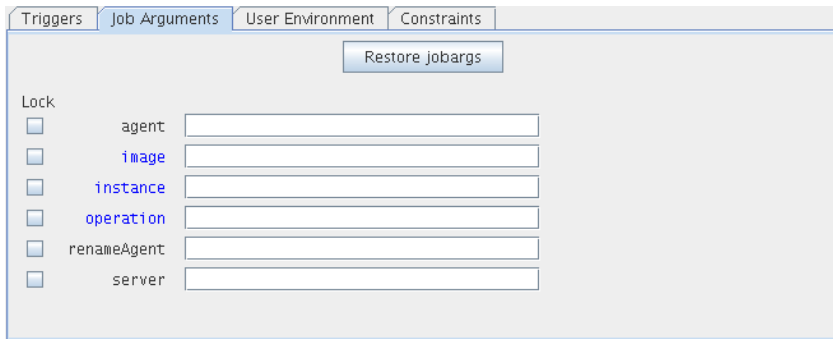 Triggers Job Arguments User Environment Constraints
Restore jobargs
Lock
agent
image
instance
operation
renameAgent
server